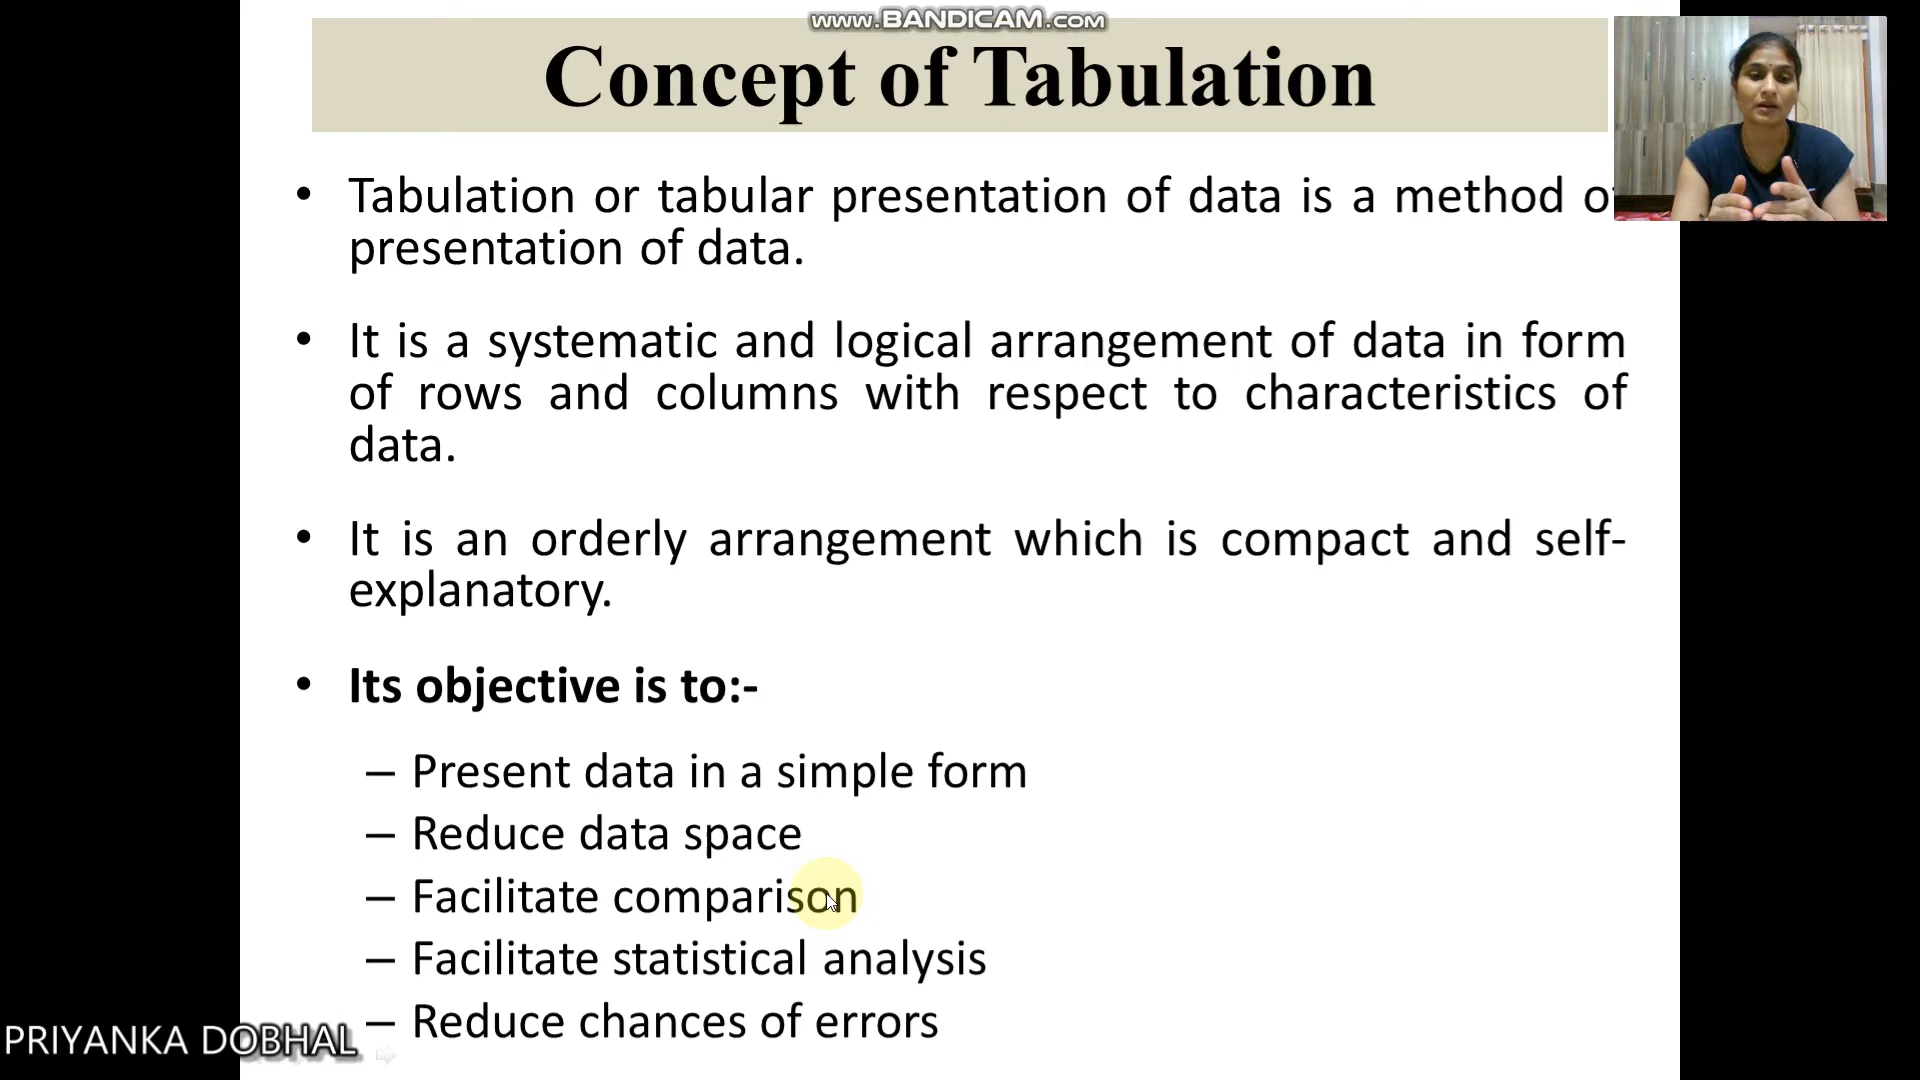 www.BANDICAM.com
Concept of Tabulation
• Tabulation or tabular presentation of data is a method of
presentation of data.
• It is a systematic and logical arrangement of data in form
of rows and columns with respect to characteristics of
data.
• It is an orderly arrangement which is compact and self-
explanatory.
• Its objective is to:-
– Present data in a simple form
– Reduce data space
– Facilitate comparison
– Facilitate statistical analysis
– Reduce chances of errors
PRIYANKA DOBHAL